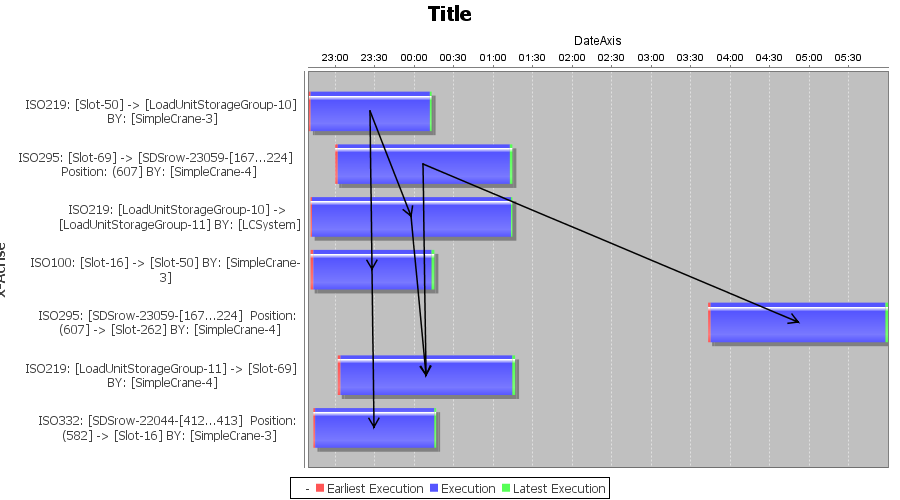 Title
DateAxis
23:00 23:30 00:00 00:30 01:00 01:30 02:00 02:30 03:00 03:30 04:00 04:30 05:00 05:30
ISO219: [Slot-50] -> [LoadUnitStorageGroup-10]
BY: [SimpleCrane-3]
ISO295: [Slot-69] -> [SDSrow-23059-[167...224]
Position: (607] BY: [SimpleCrane-4]
ISO219: [LoadUnitStorageGroup-10] ->
[LoadUnitStorageGroup-11] BY: [LCSystem]
ISO100: [Slot-16] -> [Slot-50] BY: [SimpleCrane-
3]
ISO295: [SDSrow-23059-[167...224] Position:
(607] -> [Slot-262] BY: [SimpleCrane-4]
ISO219: [LoadUnitStorageGroup-11] -> [Slot-69]
BY: [SimpleCrane-4]
ISO332: [SDSrow-22044-[412...413] Position:
(582] -> [Slot-16] BY: [SimpleCrane-3]
- Earliest Execution Execution Latest Execution